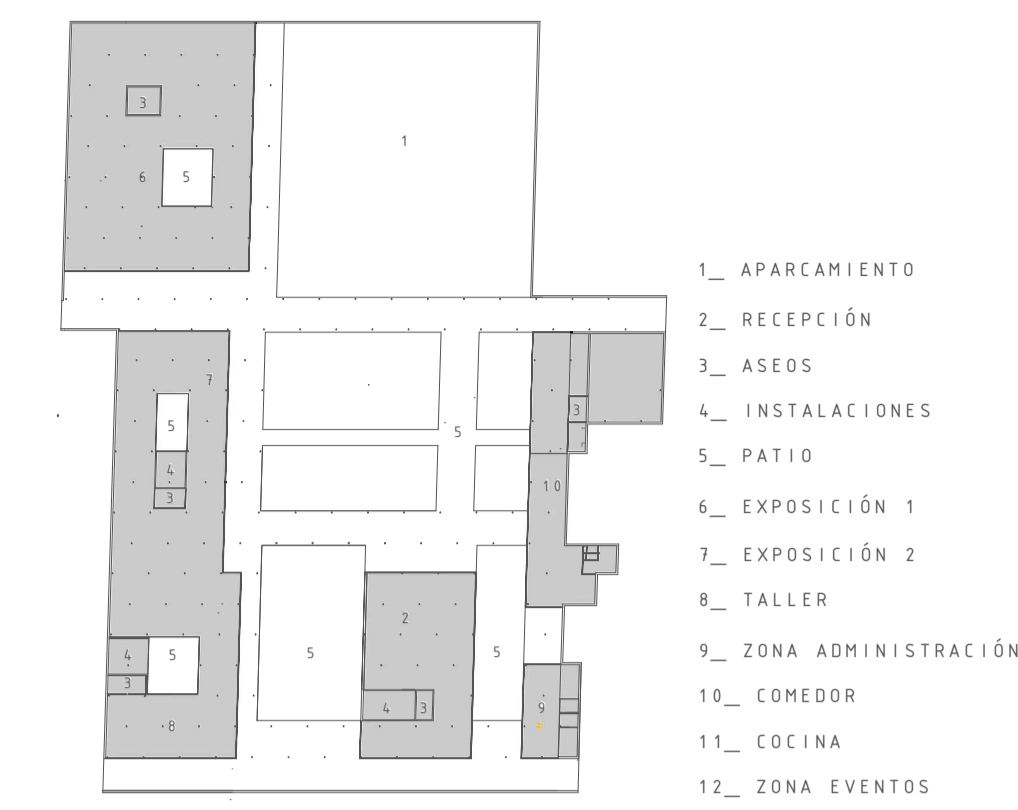 3
1
6 5
7
5
3
5
4
3
10
2
4 5
5
5
3
4 3
9
8
1_ APARCAMIENTO
2_ RECEPCIÓN
3_ ASEOS
4_ INSTALACIONES
5_ PATIO
6_ EXPOSICIÓN 1
7_ EXPOSICIÓN 2
8_ TALLER
9_ ZONA ADMINISTRACIÓN
10_ COMEDOR
11_ COCINA
12_ ZONA EVENTOS